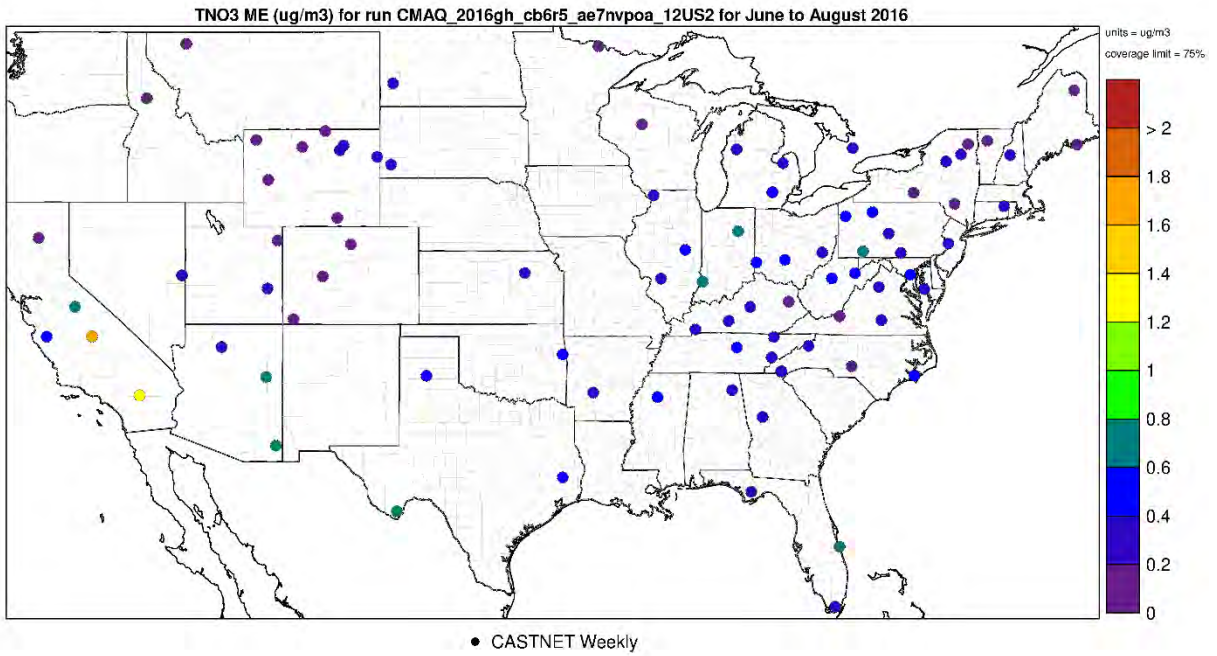 TNO3 ME (ug/m3) for run CMAQ_2016gh_cb6r5_ae7nvpoa_12US2 for June to August 2016
units = ug/m3
coverage limit = 75%
> 2
1.8
1.6
1.4
1.2
1
0.8
0.6
0.4
0.2
0
CASTNET Weekly